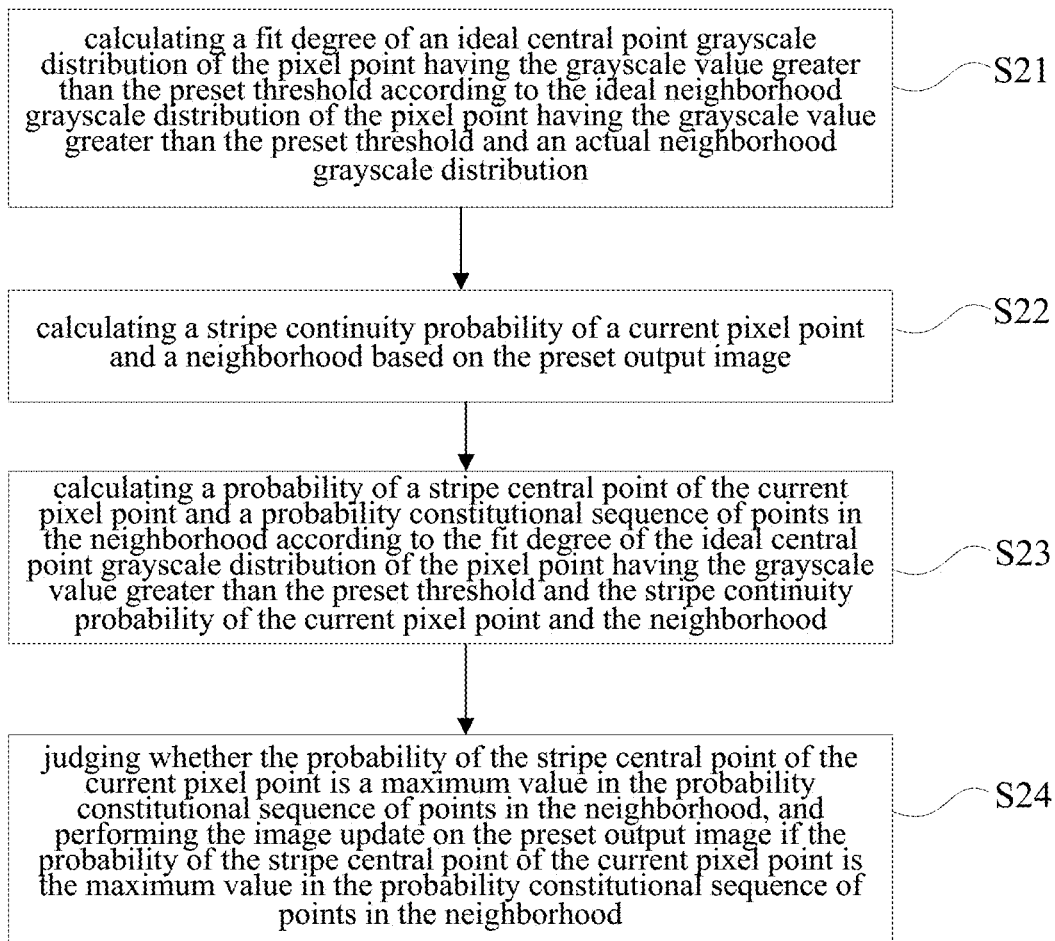 calculating a fit degree of an ideal central point grayscale
distribution of the pixel point having the grayscale value greater
than the preset threshold according to the ideal neighborhood
grayscale distribution of the pixel point having the grayscale value
greater than the preset threshold and an actual neighborhood
grayscale distribution
S21
calculating a stripe continuity probability of a current pixel point
and a neighborhood based on the preset output image
S22
calculating a probability of a stripe central point of the current
pixel point and a probability constitutional sequence of points in
the neighborhood according to the fit degree of the ideal central
point grayscale distribution of the pixel point having the grayscale
value greater than the preset threshold and the stripe continuity
probability of the current pixel point and the neighborhood
S23
judging whether the probability of the stripe central point of the
current pixel point is a maximum value in the probability
constitutional sequence of points in the neighborhood, and
performing the image update on the preset output image if the
probability of the stripe central point of the current pixel point is
the maximum value in the probability constitutional sequence of
points in the neighborhood
S24